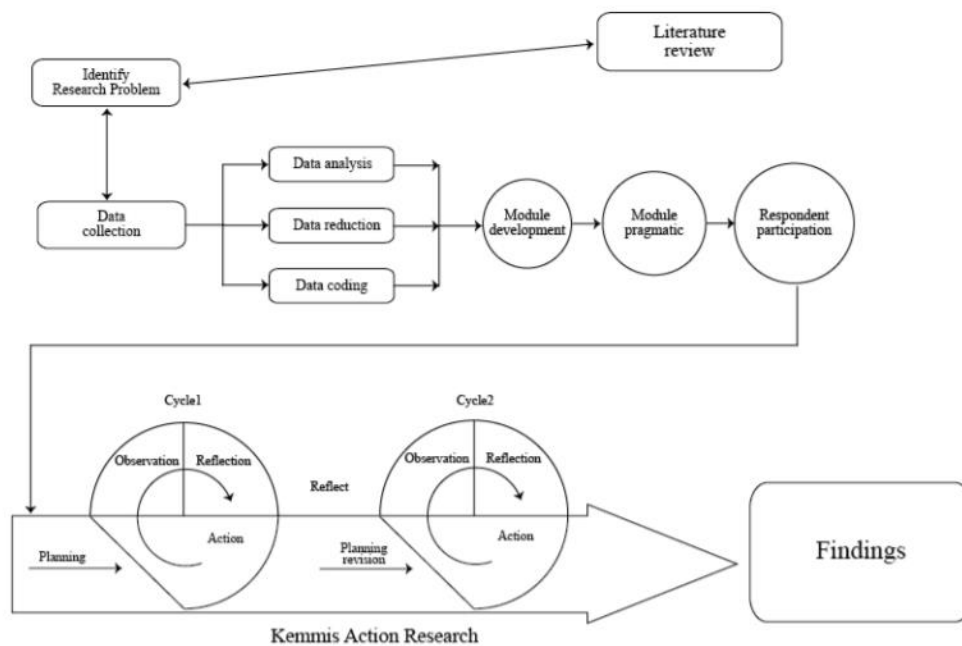 Literature
review
Identify
Research Problem
Data analysis
Data
collection
Data reduction
Data coding
Module
development
Module
pragmatic
Respondent
participation
Cycle1
Observation
Reflection
Action
Planning
Reflect
Cycle2
Observation
Reflection
Action
Planning
revision
Findings
Kemmis Action Research